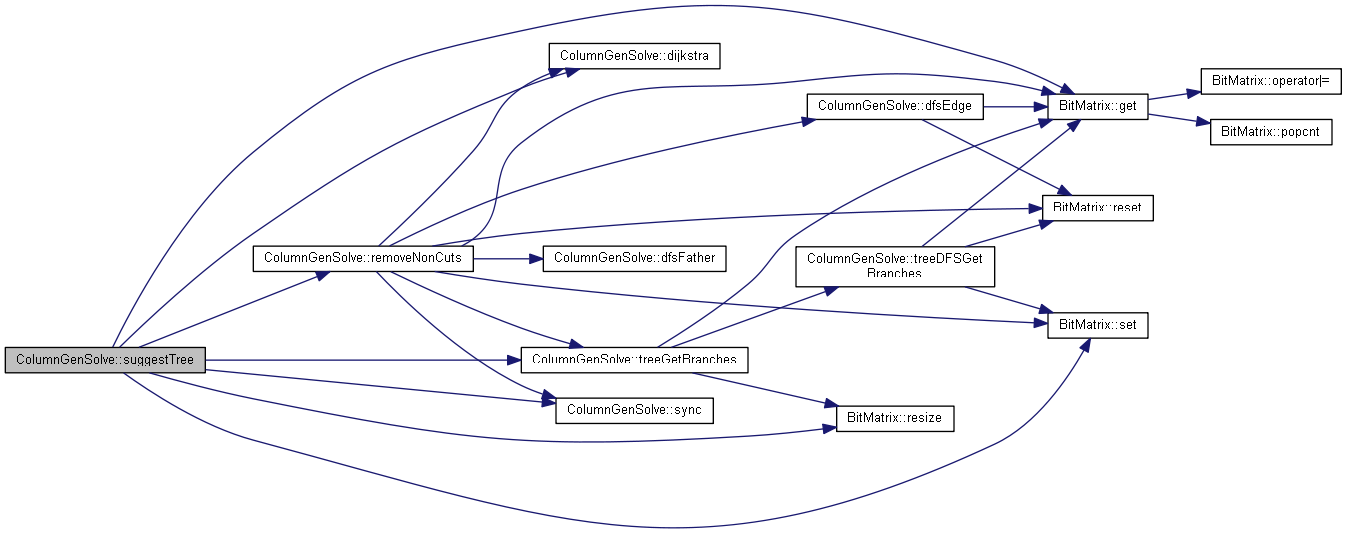 ColumnGenSolve::dijkstra
BitMatrix::operator|=
ColumnGenSolve::dfsEdge
BitMatrix::get
BitMatrix::popcnt
BitMatrix::reset
ColumnGenSolve::removeNonCuts
ColumnGenSolve::dfsFather
ColumnGenSolve::treeDFSGet
Branches
BitMatrix::set
ColumnGenSolve::suggestTree
ColumnGenSolve::treeGetBranches
ColumnGenSolve::sync
BitMatrix::resize